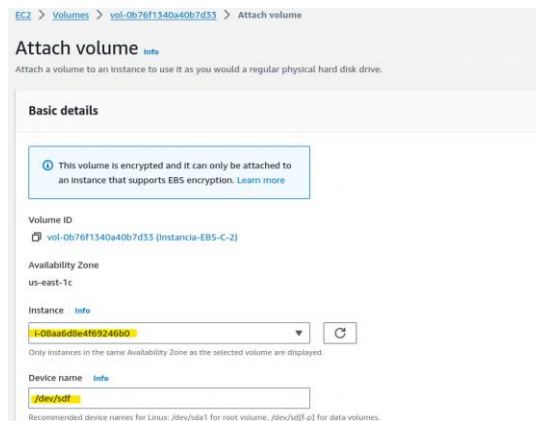 EC2 > Volumes > vol-0b76f1340a40b7d33 > Attach volume
Attach volume Info
Attach a volume to an instance to use it as you would a regular physical hard disk drive.
Basic details
This volume is encrypted and it can only be attached to
an instance that supports EBS encryption. Learn more
Volume ID
vol-0b76f1340a40b7d33 (Instancia-EBS-C-2)
Availability Zone
us-east-1c
Instance Info
i-08aa6d8e4f69246b0
Only instances in the same Availability Zone as the selected volume are displayed.
Device name Info
/dev/sdf
Recommended device names for Linux: /dev/sda1 for root volume. /dev/sd[f-p] for data volumes.